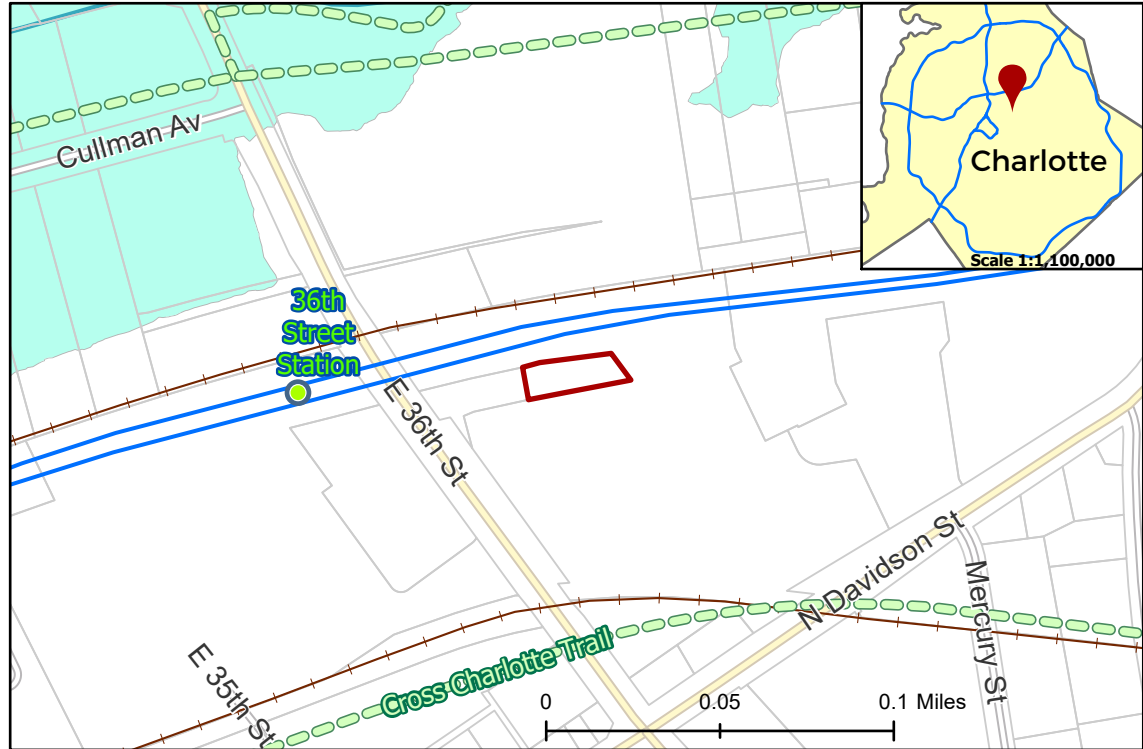 Cullman Av
Charlotte
Scale 1:1,100,000
36th
Street
Station
E 36th St
N Davidson St
Mercury St
E 35th St
Cross Charlotte Trail
0 0.05 0.1 Miles